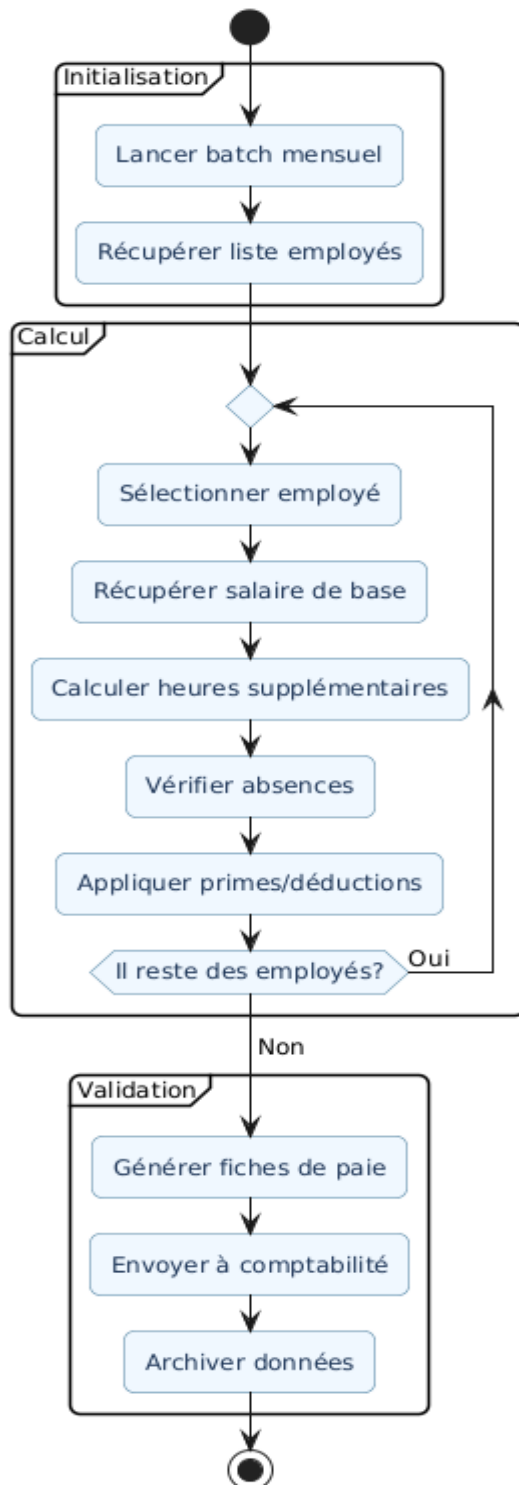 Initialisation
Lancer batch mensuel
Récupérer liste employés
Calcul
Sélectionner employé
Récupérer salaire de base
Calculer heures supplémentaires
Vérifier absences
Appliquer primes/déductions
Il reste des employés?
Oui
Non
Validation
Générer fiches de paie
Envoyer à comptabilité
Archiver données